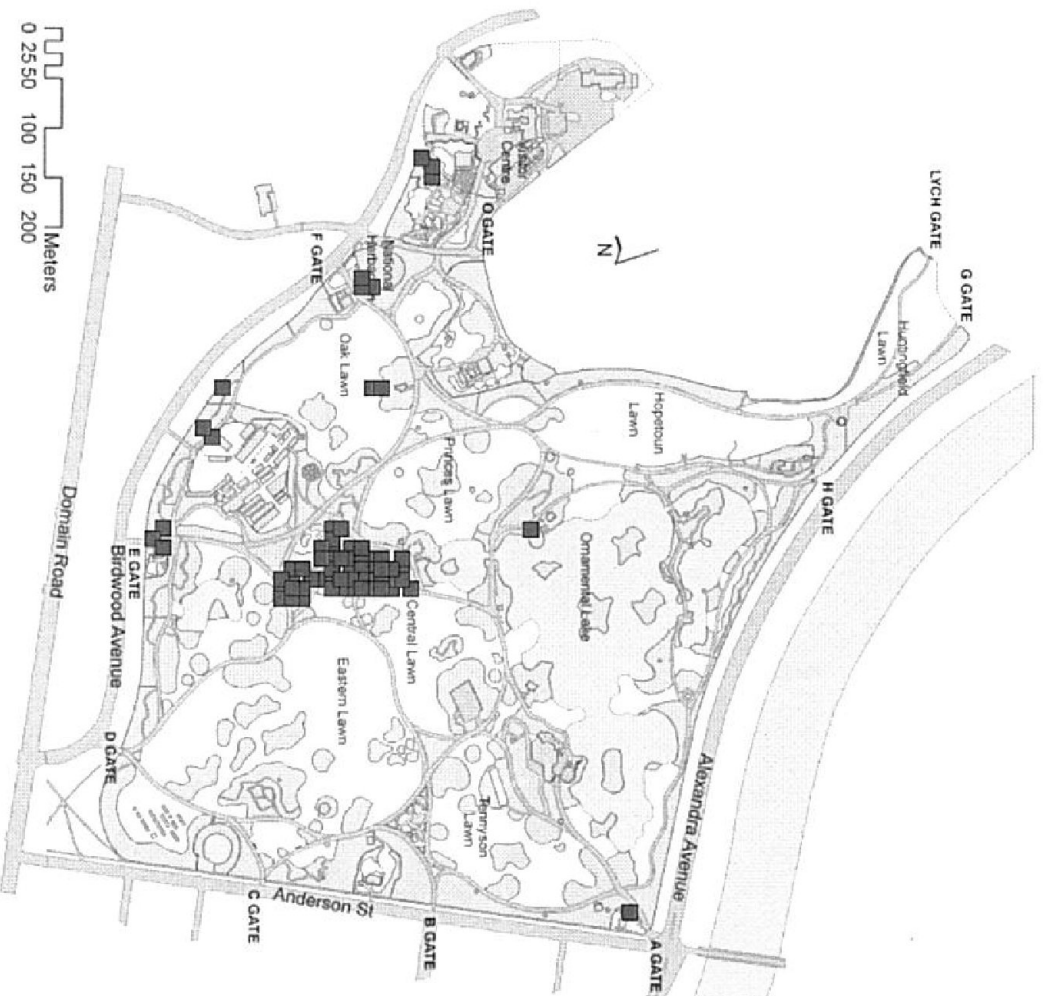 0 25 50 100 150 200
Meters
Visitor
Centre
O GATE
N
LYCH GATE
G GATE
Huntingfield
Lawn
F GATE
National
Oak Lawn
Hopetoun
Lawn
Princes Lawn
H GATE
Ornamental Lake
Domain Road
E GATE
Birdwood Avenue
Central Lawn
Eastern Lawn
D GATE
Alexandra Avenue
Tennyson
Lawn
C GATE
Anderson St
B GATE
A GATE